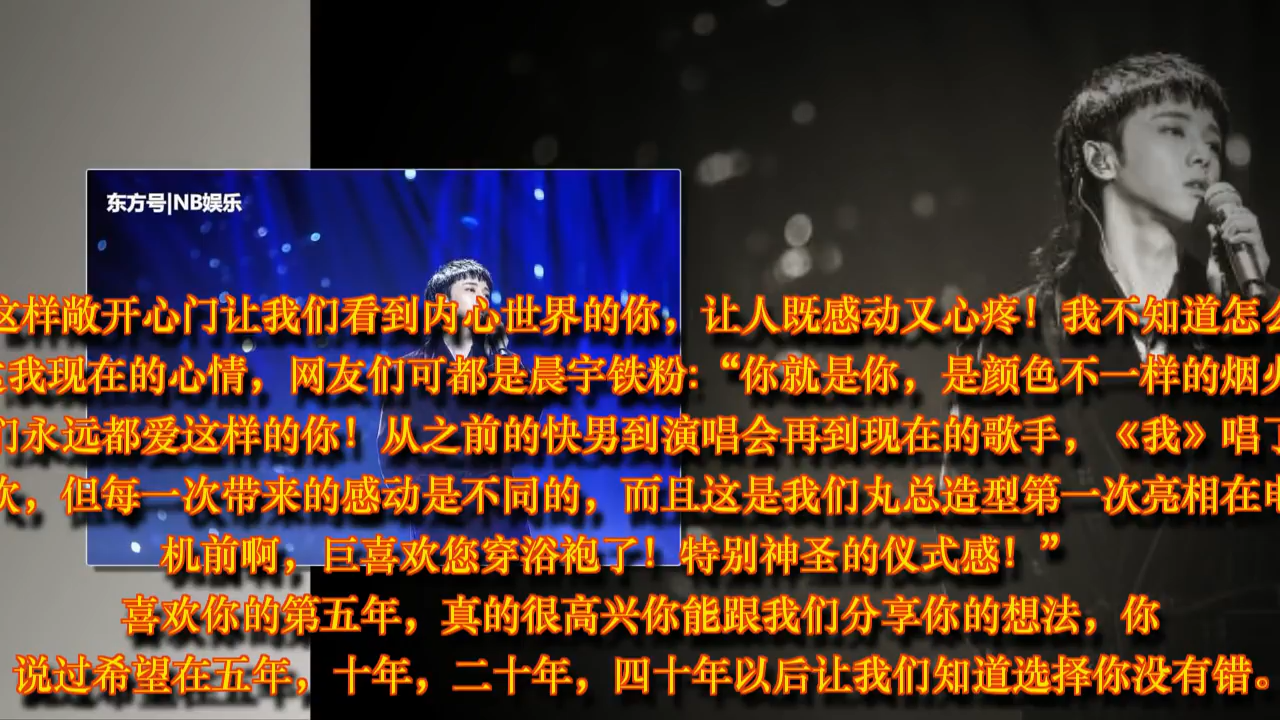 东方号|NB娱乐
这样敞开心门让我们看到内心世界的你，让人既感动又心疼！我不知道怎么
我现在的心情，网友们可都是晨宇铁粉:“你就是你，是颜色不一样的烟火
们永远都爱这样的你！从之前的快男到演唱会再到现在的歌手，《我》唱了
次，但每一次带来的感动是不同的，而且这是我们丸总造型第一次亮相在电
机前啊，巨喜欢您穿浴袍了！特别神圣的仪式感！”
喜欢你的第五年，真的很高兴你能跟我们分享你的想法，你
说过希望在五年，十年，二十年，四十年以后让我们知道选择你没有错。